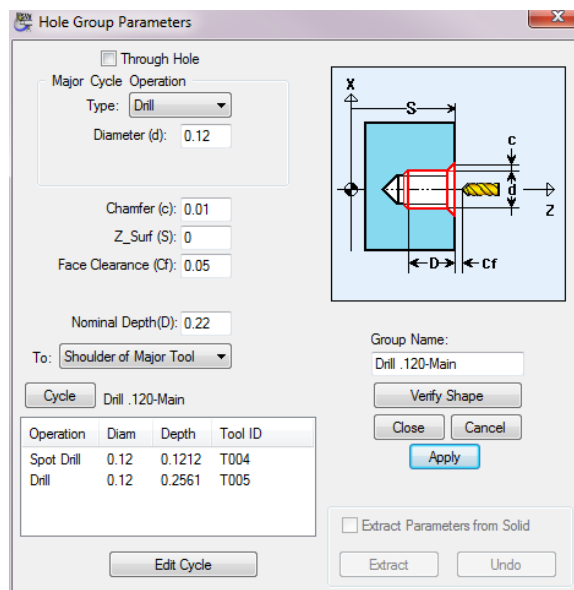 Hole Group Parameters
Through Hole
Major Cycle Operation
Type: Drill
Diameter (d): 0.12
Chamfer (c): 0.01
Z_Surf (S): 0
Face Clearance (Cf): 0.05
Nominal Depth(D): 0.22
To: Shoulder of Major Tool
Cycle Drill .120-Main
Operation Diam Depth Tool ID
Spot Drill 0.12 0.1212 T004
Drill 0.12 0.2561 T005
Edit Cycle
X
S
c
d
Z
D Cf
Group Name:
Drill .120-Main
Verify Shape
Close Cancel
Apply
Extract Parameters from Solid
Extract Undo